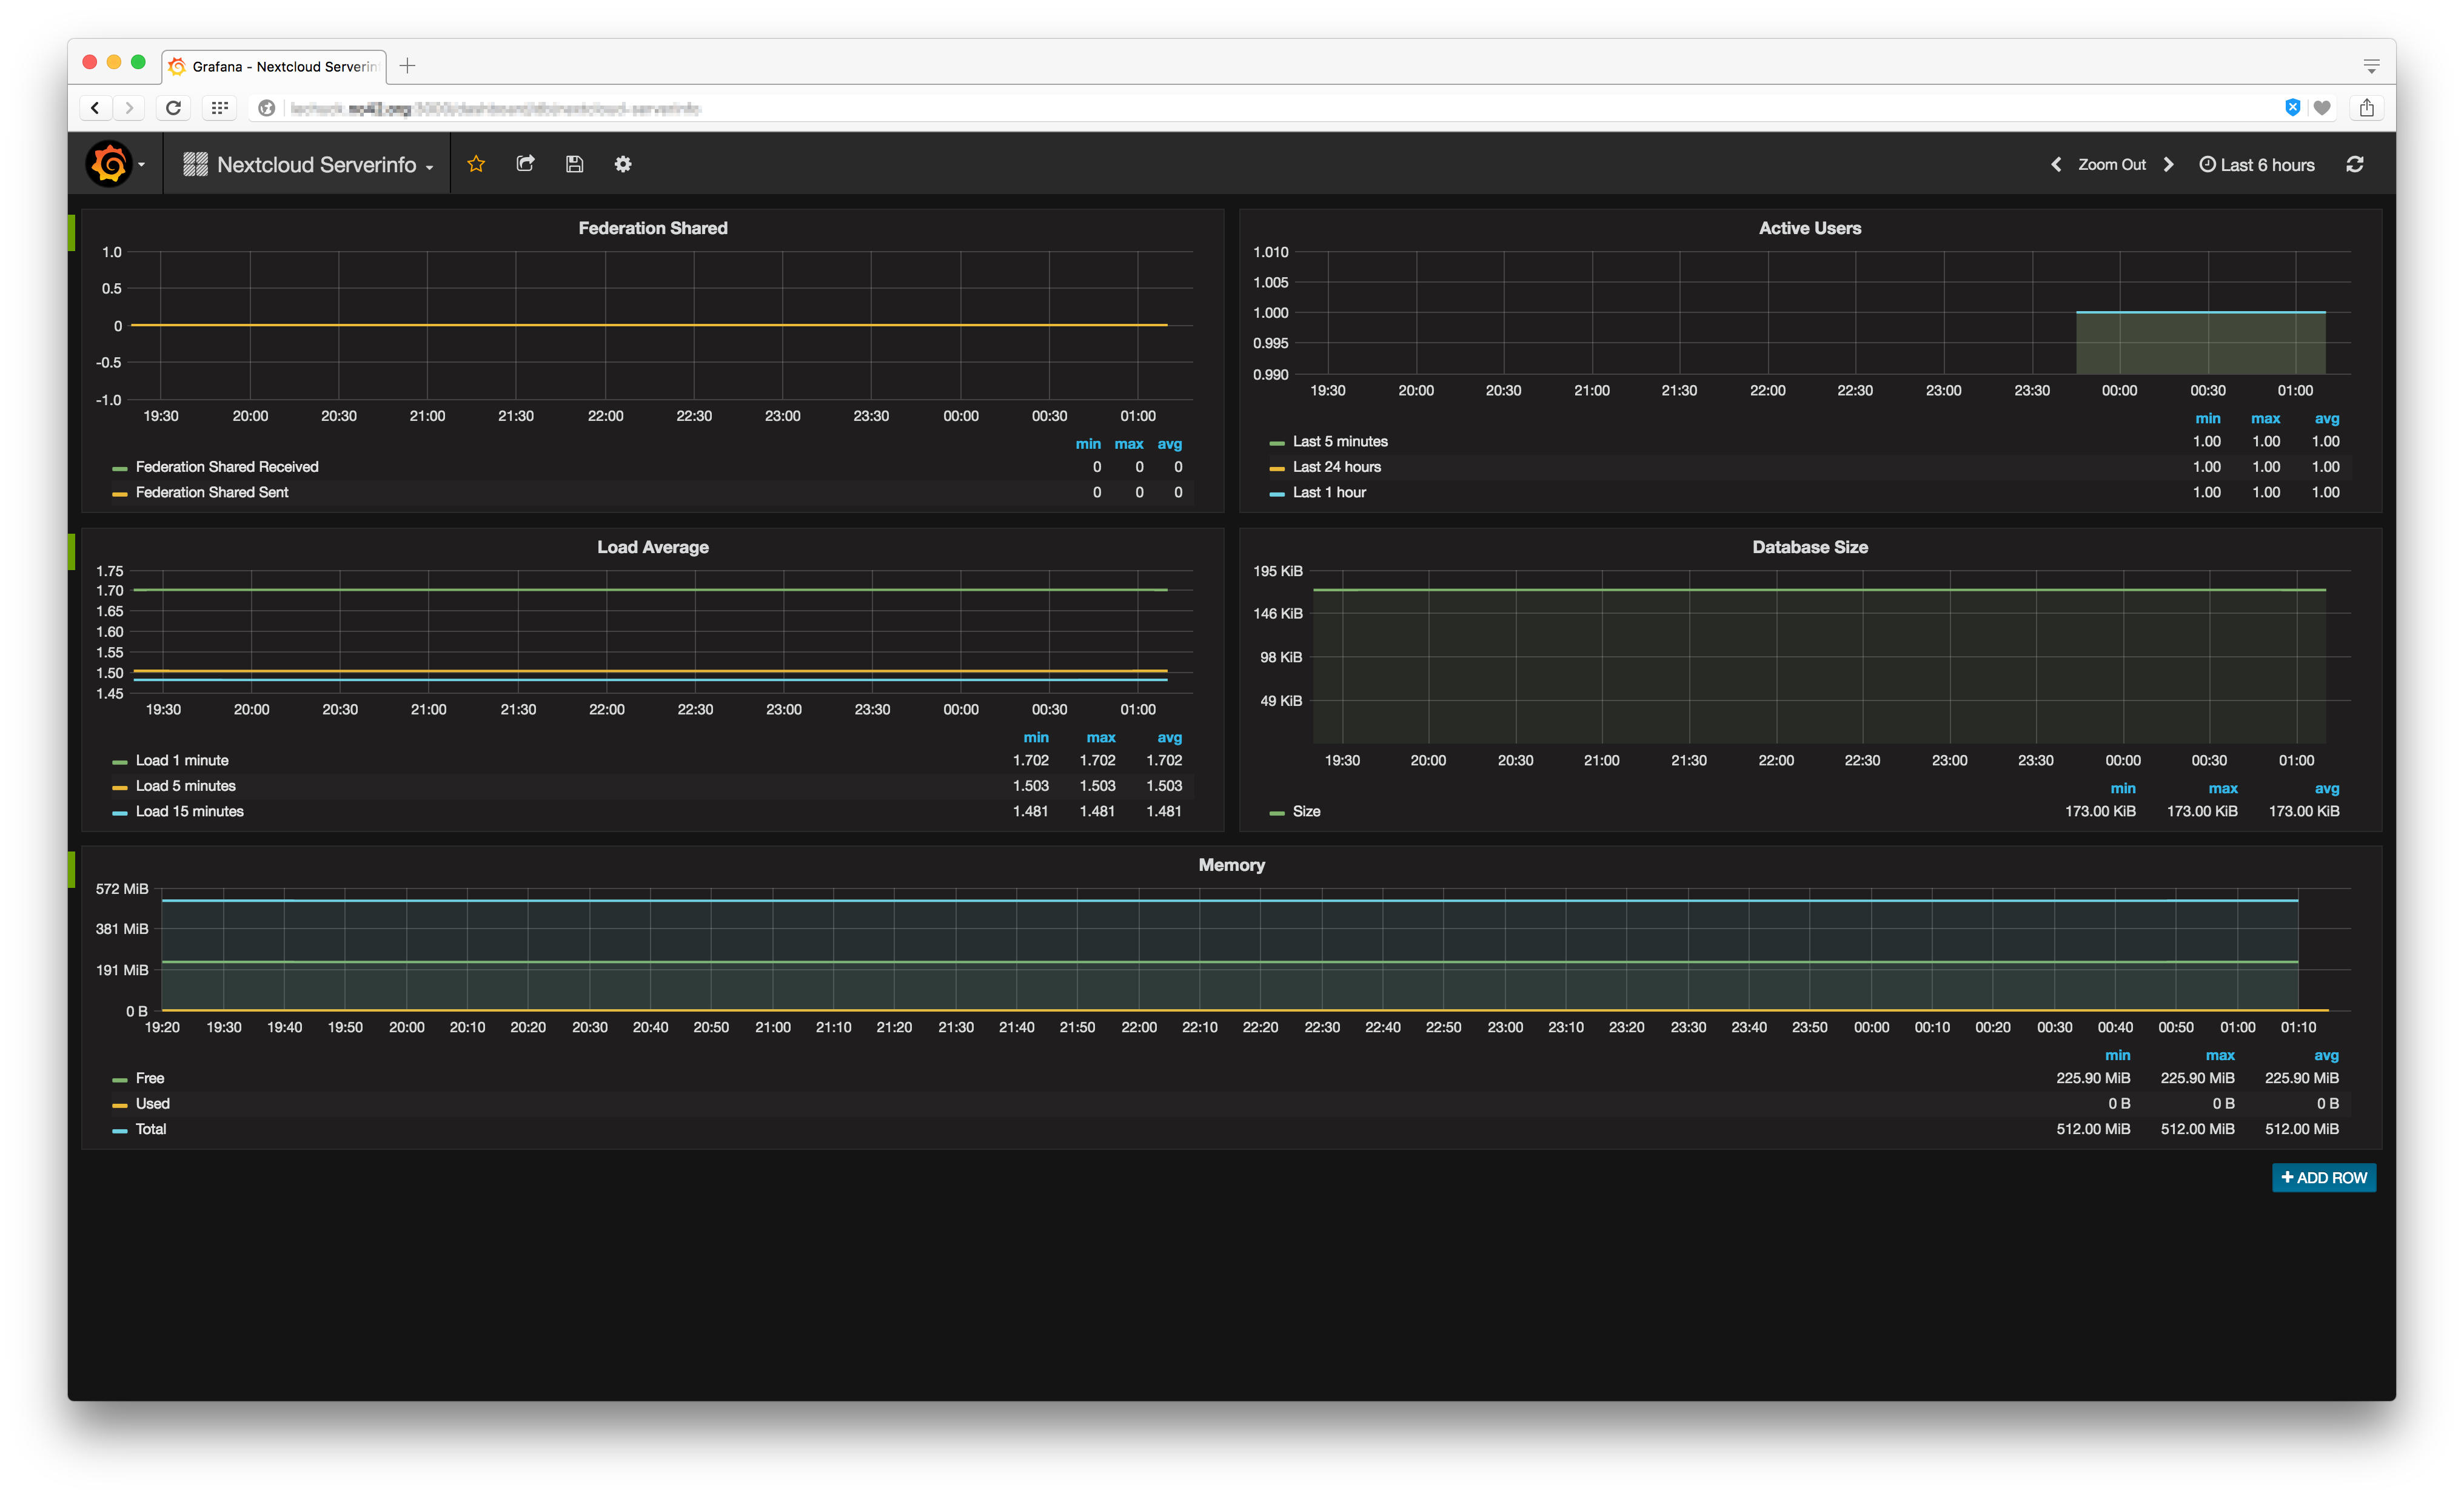 Grafana - Nextcloud Serverin
Nextcloud Serverinfo
Zoom Out
Last 6 hours
Federation Shared
1.0
0.5
0
-0.5
-1.0
19:30 20:00 20:30 21:00 21:30 22:00 22:30 23:00 23:30 00:00 00:30 01:00
min max avg
Federation Shared Received 0 0 0
Federation Shared Sent 0 0 0
Active Users
1.010
1.005
1.000
0.995
0.990
19:30 20:00 20:30 21:00 21:30 22:00 22:30 23:00 23:30 00:00 00:30 01:00
min max avg
Last 5 minutes 1.00 1.00 1.00
Last 24 hours 1.00 1.00 1.00
Last 1 hour 1.00 1.00 1.00
Load Average
1.75
1.70
1.65
1.60
1.55
1.50
1.45
19:30 20:00 20:30 21:00 21:30 22:00 22:30 23:00 23:30 00:00 00:30 01:00
min max avg
Load 1 minute 1.702 1.702 1.702
Load 5 minutes 1.503 1.503 1.503
Load 15 minutes 1.481 1.481 1.481
Database Size
195 KiB
146 KiB
98 KiB
49 KiB
19:30 20:00 20:30 21:00 21:30 22:00 22:30 23:00 23:30 00:00 00:30 01:00
min max avg
Size 173.00 KiB 173.00 KiB 173.00 KiB
Memory
572 MiB
381 MiB
191 MiB
0 B
19:20 19:30 19:40 19:50 20:00 20:10 20:20 20:30 20:40 20:50 21:00 21:10 21:20 21:30 21:40 21:50 22:00 22:10 22:20 22:30 22:40 22:50 23:00 23:10 23:20 23:30 23:40 23:50 00:00 00:10 00:20 00:30 00:40 00:50 01:00 01:10
min max avg
Free 225.90 MiB 225.90 MiB 225.90 MiB
Used 0 B 0 B 0 B
Total 512.00 MiB 512.00 MiB 512.00 MiB
ADD ROW